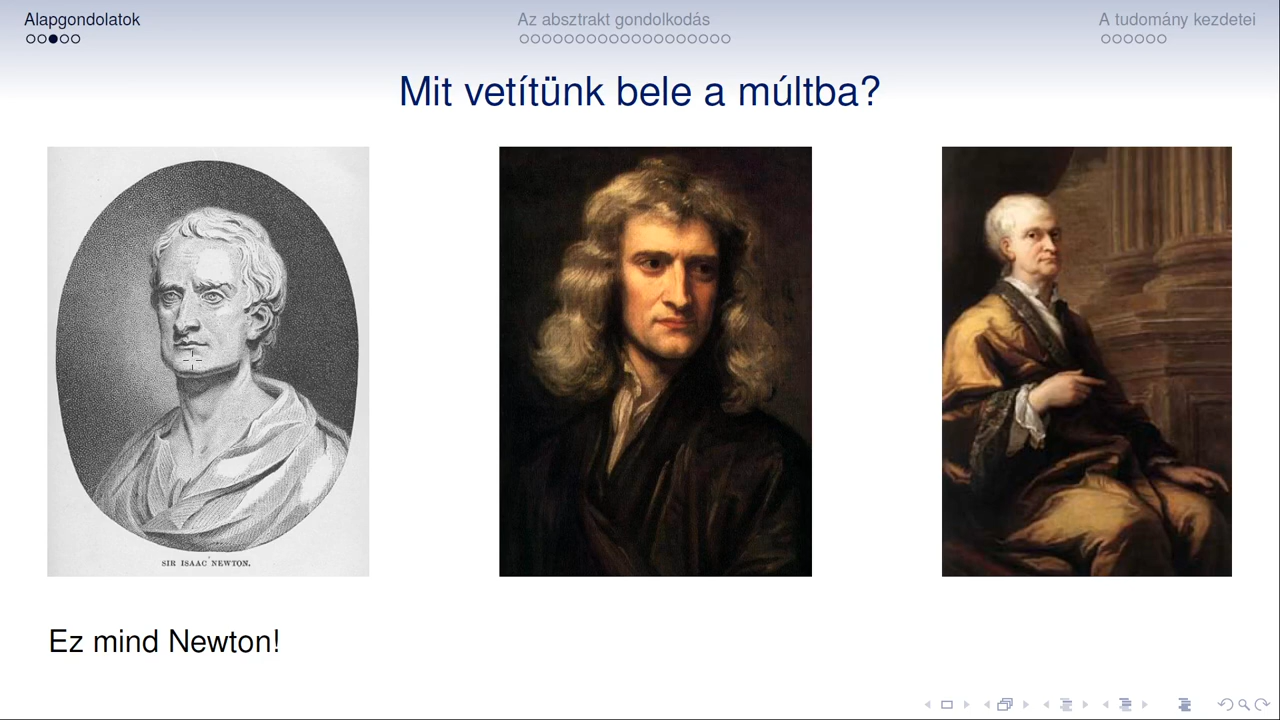 Alapgondolatok
Az absztrakt gondolkodás
A tudomány kezdetei
Mit vetítünk bele a múltba?
SIR ISAAC NEWTON.
Ez mind Newton!